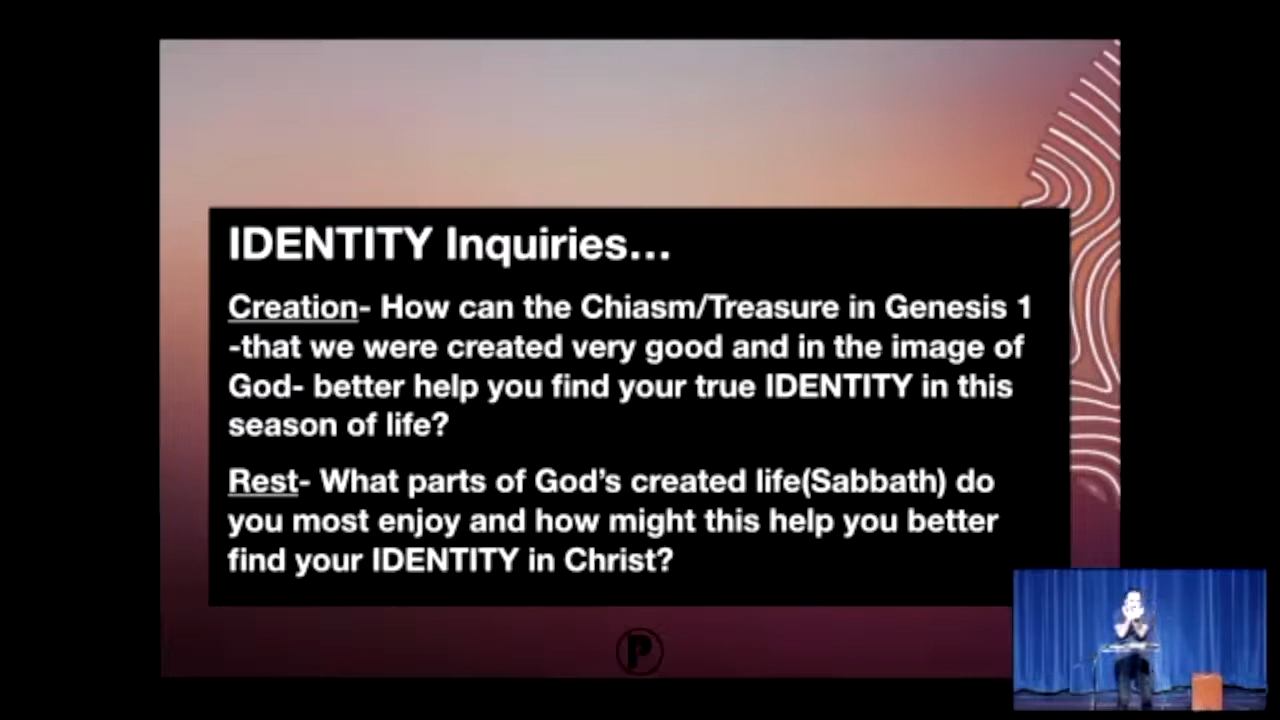 IDENTITY Inquiries...
Creation- How can the Chiasm/Treasure in Genesis 1
-that we were created very good and in the image of
God- better help you find your true IDENTITY in this
season of life?
Rest- What parts of God’s created life(Sabbath) do
you most enjoy and how might this help you better
find your IDENTITY in Christ?
P